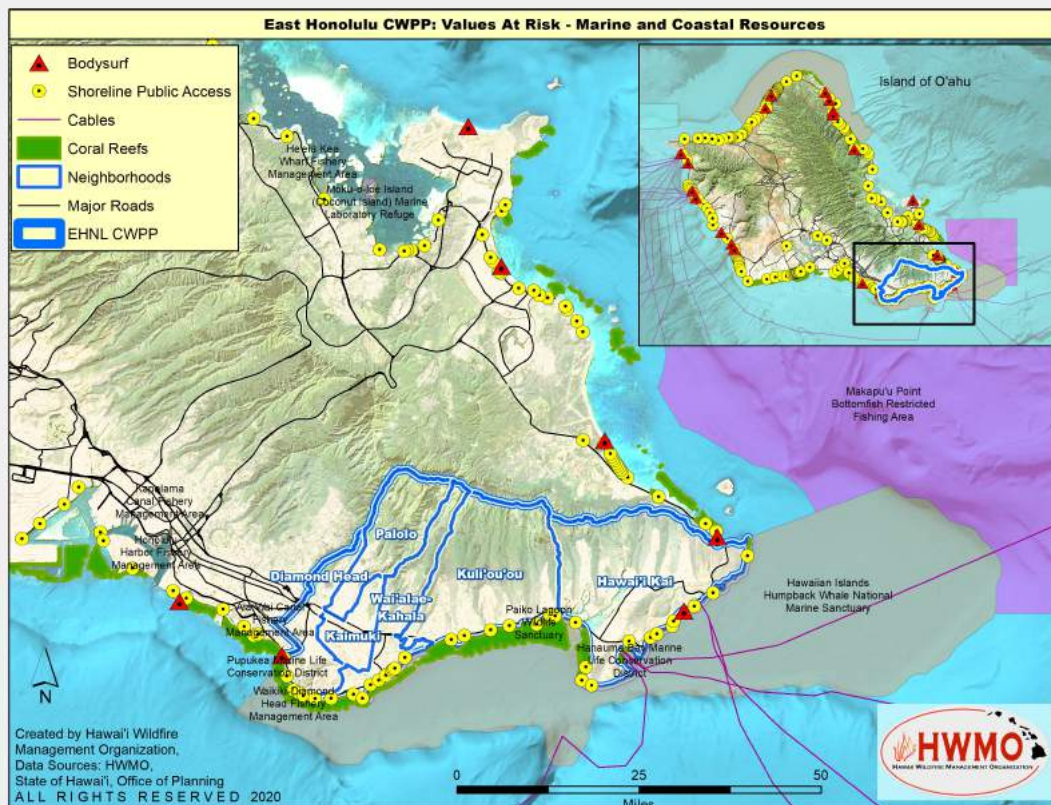 East Honolulu CWPP: Values At Risk - Marine and Coastal Resources
Bodysurf
Shoreline Public Access
Cables
Coral Reefs
Neighborhoods
Major Roads
EHNL CWPP
Island of O'ahu
He'eia Kea
Wharf Fishery
Management Area
Moku-o-loe Island
(Coconut Island) Marine
Laboratory Refuge
Makapu'u Point
Bottomfish Restricted
Fishing Area
Kapalama
Canal Fishery
Management Area
Honolulu
Harbor Fishery
Management Area
Palolo
Diamond Head
Kuli'ou'ou
Hawai'i Kai
Wai'alae-
Kahala
Kaimuki
Canal
Fishery
Management Area
Paiko Lagoon
Wildlife
Sanctuary
Hawaiian Islands
Humpback Whale National
Marine Sanctuary
Hanauma Bay Marine
Life Conservation
District
Pupukea Marine Life
Conservation District
Waikiki-Diamond
Head Fishery
Management Area
N
Created by Hawai'i Wildfire
Management Organization,
Data Sources: HWMO,
State of Hawai'i, Office of Planning
ALL RIGHTS RESERVED 2020
0 25 50
Miles
HWMO
HAWAII WILDFIRE MANAGEMENT ORGANIZATION